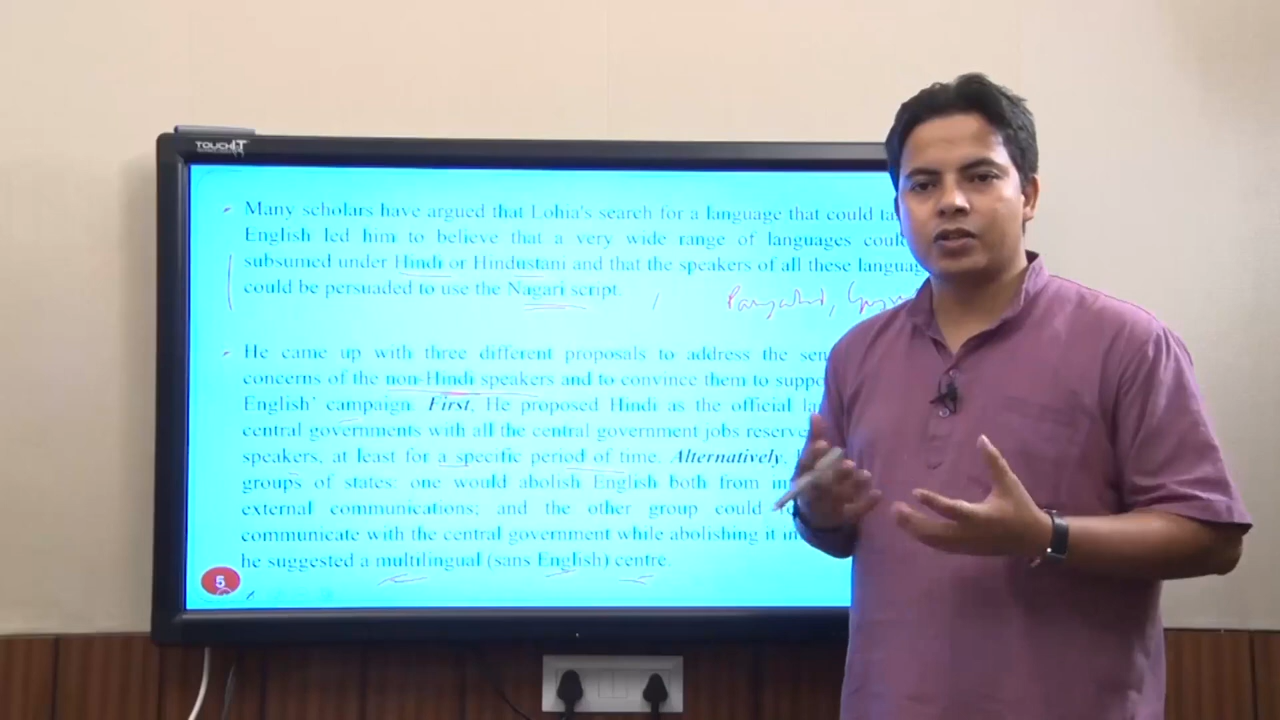 TOUCHIT
Many scholars have argued that Lohia's search for a language that could
English led him to believe that a very wide range of languages
subsumed under Hindi or Hindustani and that the speakers of all these
could be persuaded to use the Nagari script.
He came up with three different proposals to address the
concerns of the non-Hindi speakers and to convince them to
English' campaign. First, He proposed Hindi as the official
central governments with all the central government jobs
speakers, at least for a specific period of time. Alternatively,
groups of states: one would abolish English both from
external communications; and the other group could
communicate with the central government while abolishing it
he suggested a multilingual (sans English) centre.
5